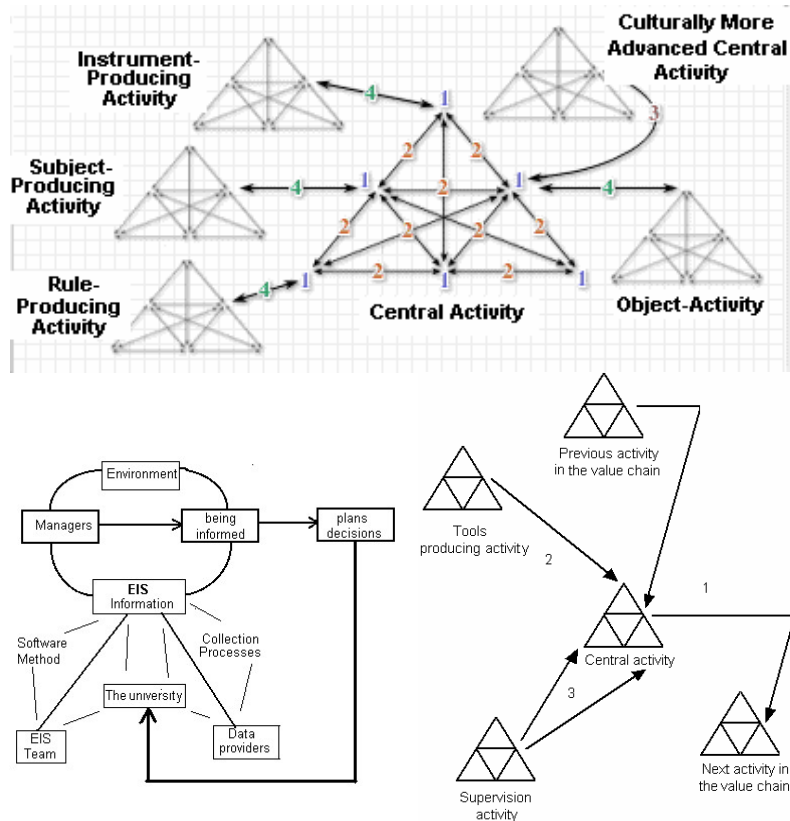 Instrument-
Producing
Activity
Culturally More
Advanced Central
Activity
4
1
3
2
2
Subject-
Producing
Activity
4
1
2
1
4
2
2
2
2
Rule-
Producing
Activity
4
1
2
1
2
1
Central Activity
Object-Activity
Environment
Managers
being
informed
plans
decisions
EIS
Information
Software
Method
Collection
Processes
The university
EIS
Team
Data
providers
Previous activity
in the value chain
Tools
producing activity
2
1
Central activity
3
Supervision
activity
Next activity in
the value chain